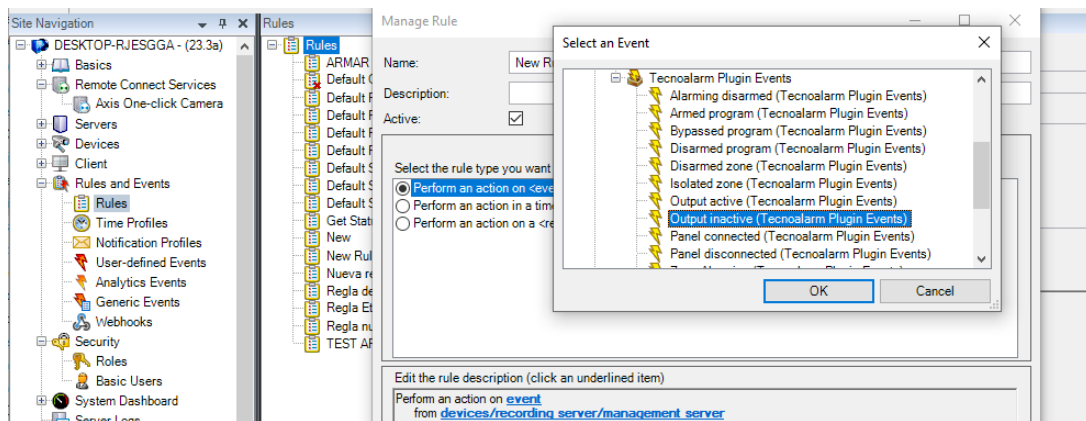 Site Navigation
DESKTOP-RJESGGA - (23.3a)
Basics
Remote Connect Services
Axis One-click Camera
Servers
Devices
Client
Rules and Events
Rules
Time Profiles
Notification Profiles
User-defined Events
Analytics Events
Generic Events
Webhooks
Security
Roles
Basic Users
System Dashboard
Server Logs
Rules
Rules
ARMAR
Default
Default
Default
Default
Default
Default
Default
Default
Get Stat
New
New Rul
Nueva re
Regla de
Regla Et
Regla nu
TEST AR
Manage Rule
Name:
New R
Description:
Active:
Select the rule type you want
Perform an action on <eve
Perform an action in a tim
Perform an action on a <re
Edit the rule description (click an underlined item)
Perform an action on event
from devices/recording server/management server
Select an Event
Tecnoalarm Plugin Events
Alarming disarmed (Tecnoalarm Plugin Events)
Armed program (Tecnoalarm Plugin Events)
Bypassed program (Tecnoalarm Plugin Events)
Disarmed program (Tecnoalarm Plugin Events)
Disarmed zone (Tecnoalarm Plugin Events)
Isolated zone (Tecnoalarm Plugin Events)
Output active (Tecnoalarm Plugin Events)
Output inactive (Tecnoalarm Plugin Events)
Panel connected (Tecnoalarm Plugin Events)
Panel disconnected (Tecnoalarm Plugin Events)
OK
Cancel